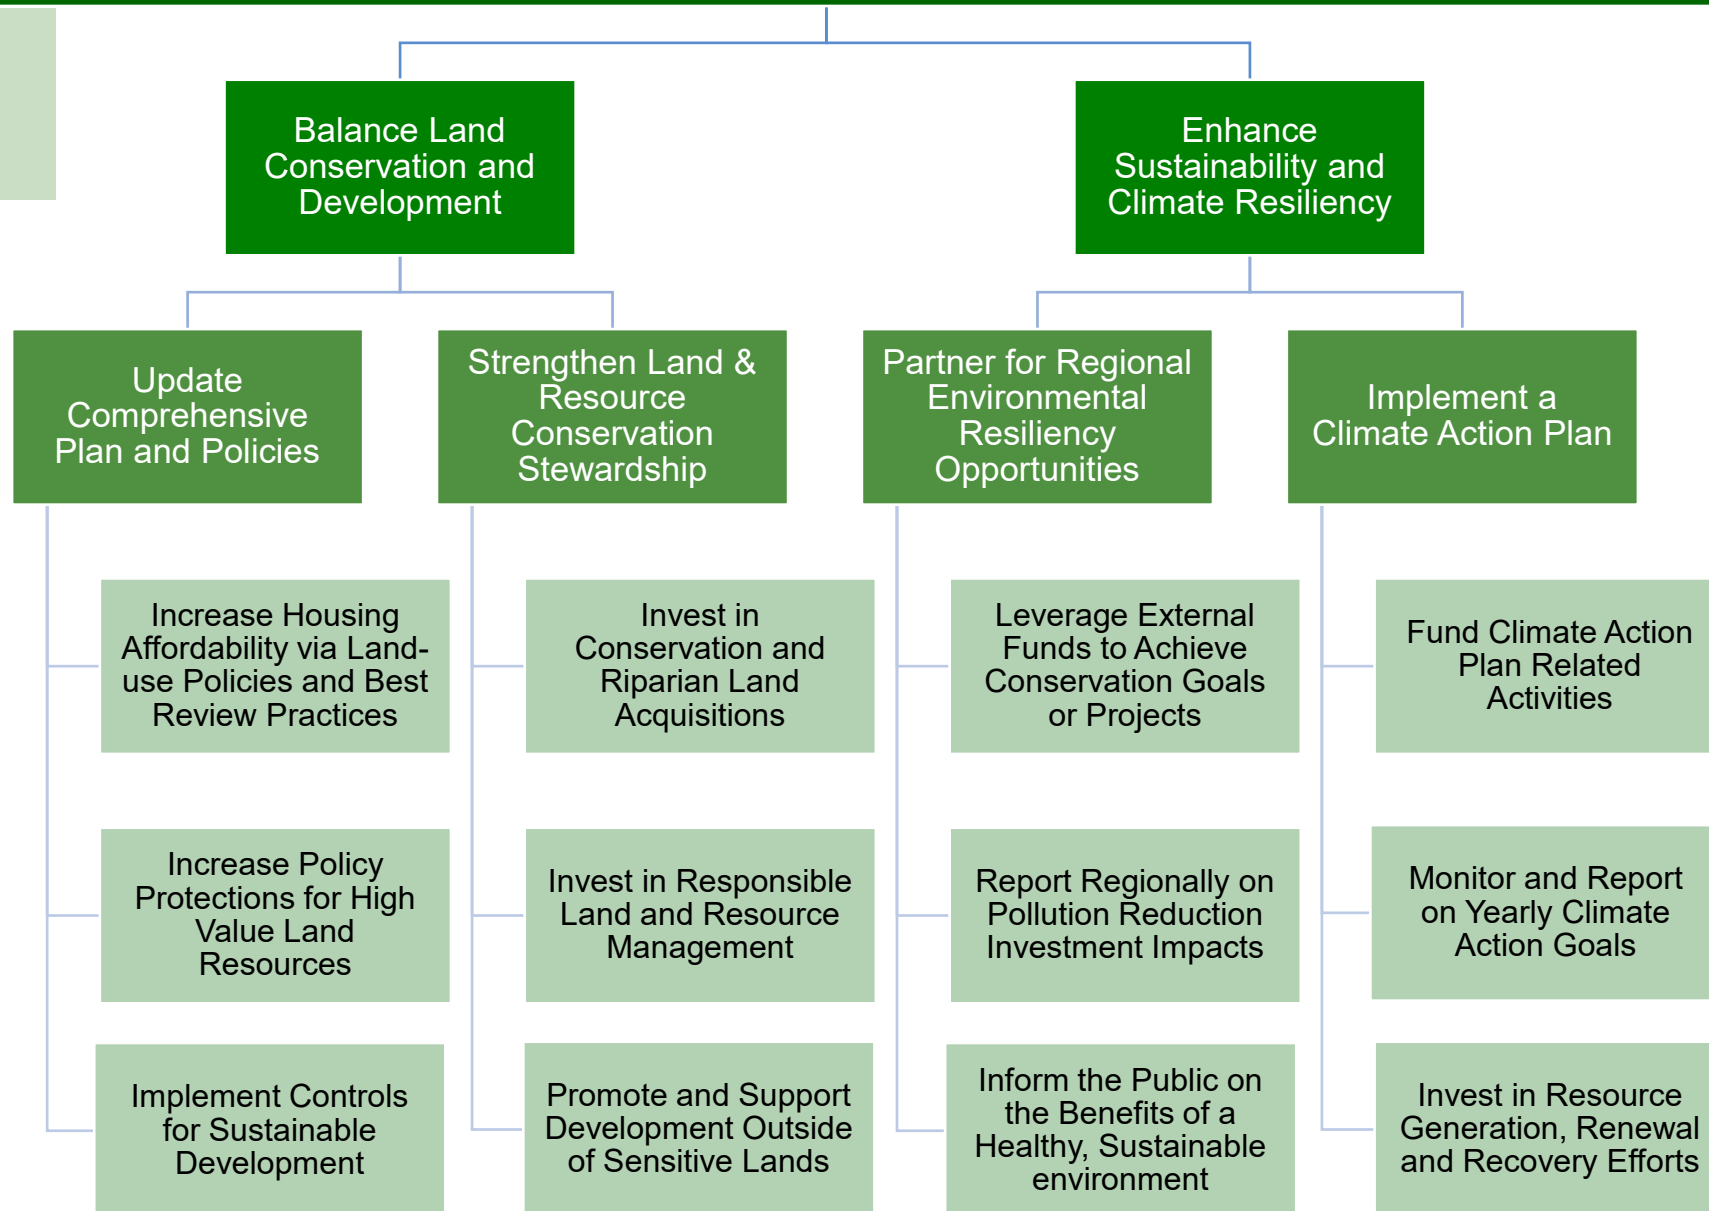 Balance Land
Conservation and
Development
Enhance
Sustainability and
Climate Resiliency
Update
Comprehensive
Plan and Policies
Strengthen Land &
Resource
Conservation
Stewardship
Partner for Regional
Environmental
Resiliency
Opportunities
Implement a
Climate Action Plan
Increase Housing
Affordability via Land-
use Policies and Best
Review Practices
Invest in
Conservation and
Riparian Land
Acquisitions
Leverage External
Funds to Achieve
Conservation Goals
or Projects
Fund Climate Action
Plan Related
Activities
Increase Policy
Protections for High
Value Land
Resources
Invest in Responsible
Land and Resource
Management
Report Regionally on
Pollution Reduction
Investment Impacts
Monitor and Report
on Yearly Climate
Action Goals
Implement Controls
for Sustainable
Development
Promote and Support
Development Outside
of Sensitive Lands
Inform the Public on
the Benefits of a
Healthy, Sustainable
environment
Invest in Resource
Generation, Renewal
and Recovery Efforts